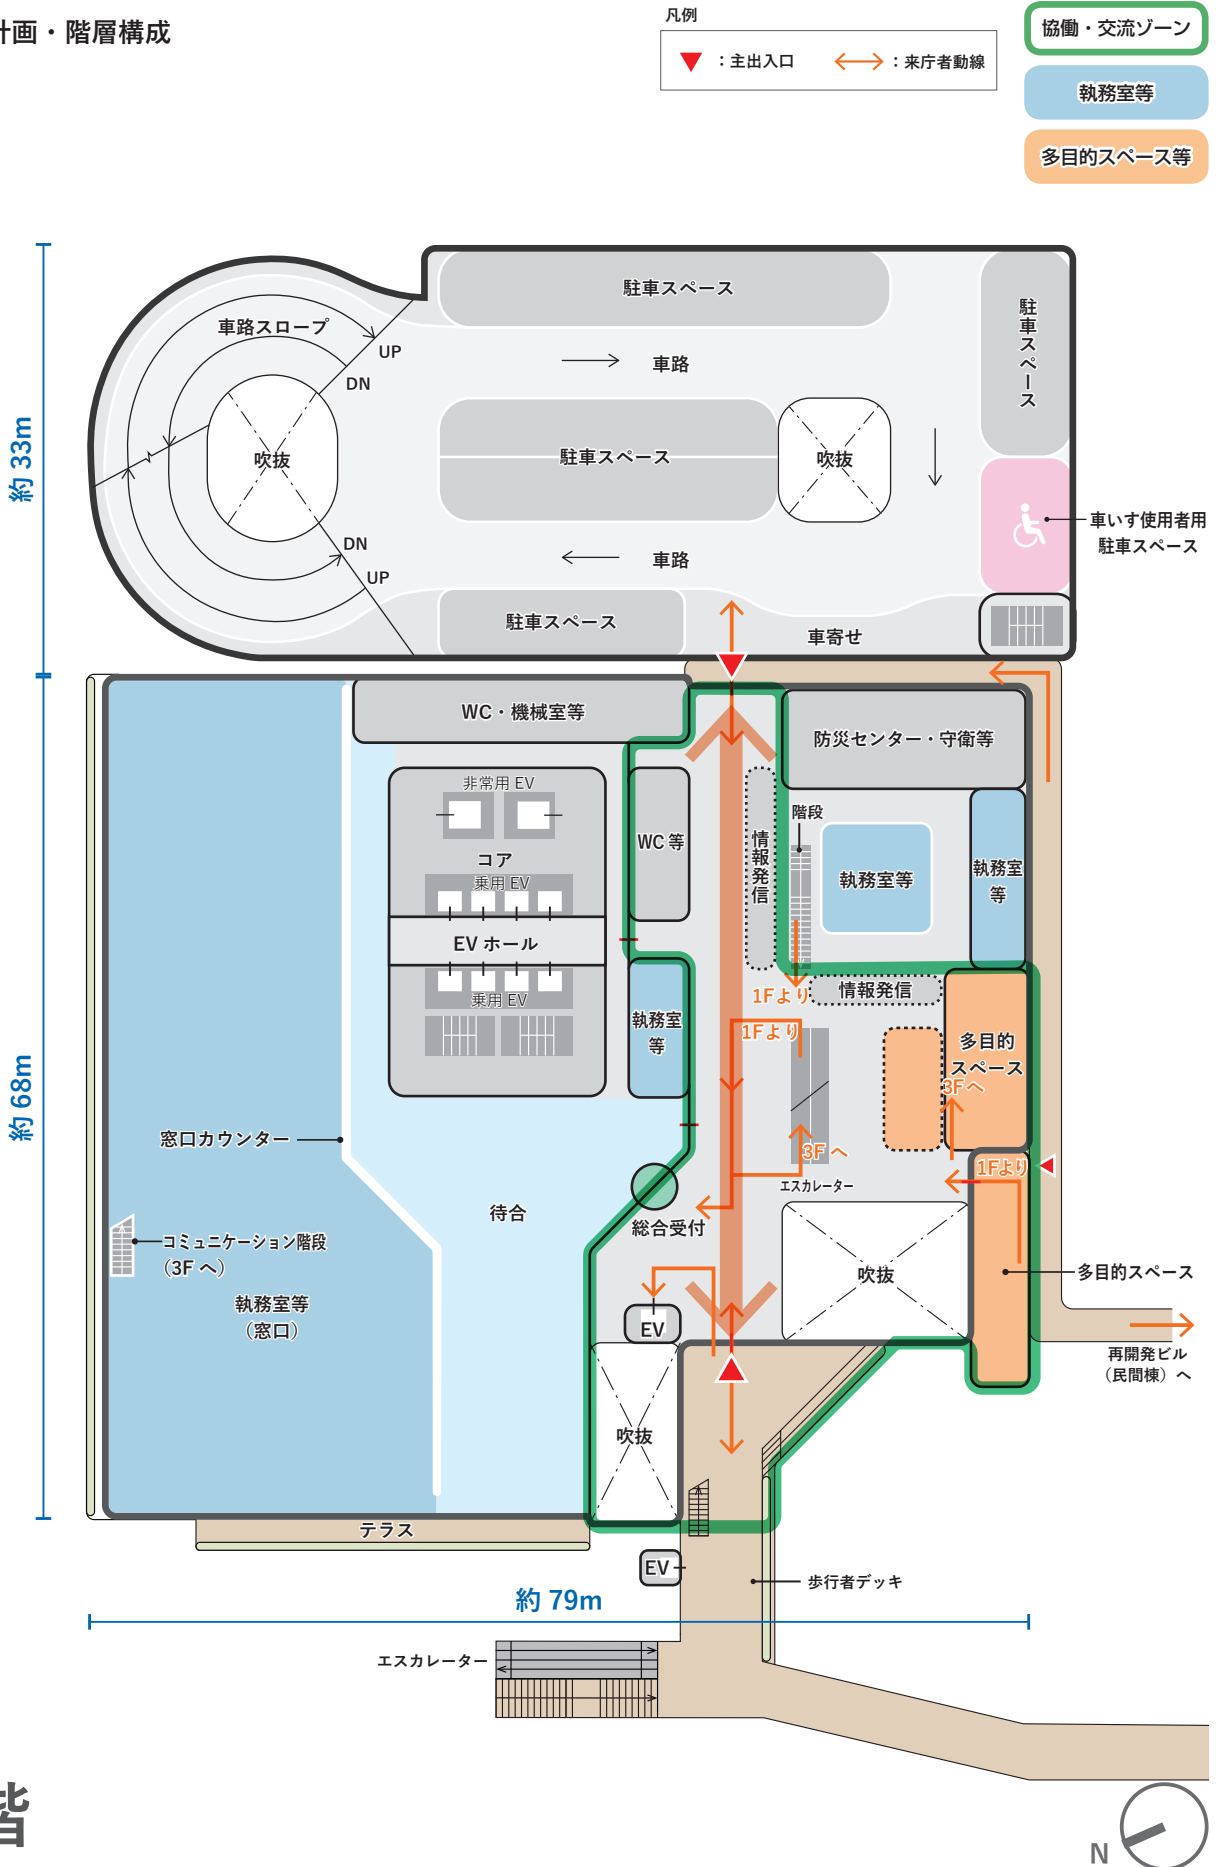 計画・階層構成
凡例
：主出入口
：来庁者動線
協働・交流ゾーン
執務室等
多目的スペース等
駐車スペース
駐車スペース
車路スロープ
UP
DN
車路
吹抜
駐車スペース
吹抜
約 33m
車いす使用者用
駐車スペース
DN
UP
車路
駐車スペース
車寄せ
WC・機械室等
防災センター・守衛等
非常用 EV
コア
乗用 EV
EV ホール
乗用 EV
WC 等
情報発信
階段
執務室等
執務室
等
1Fより
情報発信
執務室
等
1Fより
多目的
スペース
3Fへ
約 68m
窓口カウンター
3F へ
1Fより
エスカレーター
待合
総合受付
コミュニケーション階段
（3F へ）
吹抜
多目的スペース
執務室等
（窓口）
EV
再開発ビル
（民間棟）へ
吹抜
テラス
EV
歩行者デッキ
約 79m
エスカレーター
階
N